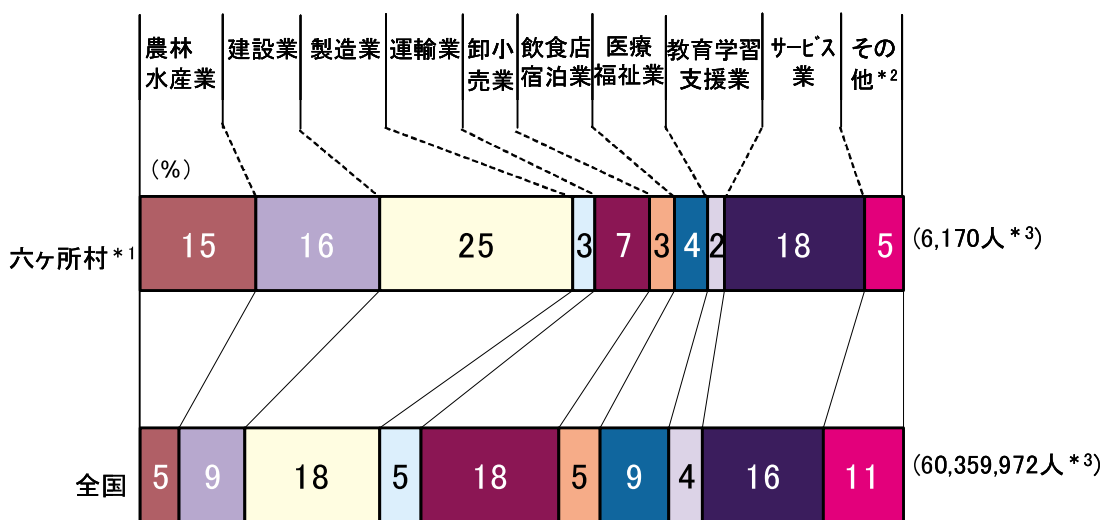 農林
水産業
建設業
製造業
運輸業
卸小
売業
飲食店
宿泊業
医療
福祉業
教育学習
支援業
サービス
業
その
他*2
(%)
六ヶ所村*1
15
16
25
3
7
3
4
2
18
5
(6,170人*3)
全国
5
9
18
5
18
5
9
4
16
11
(60,359,972人*3)